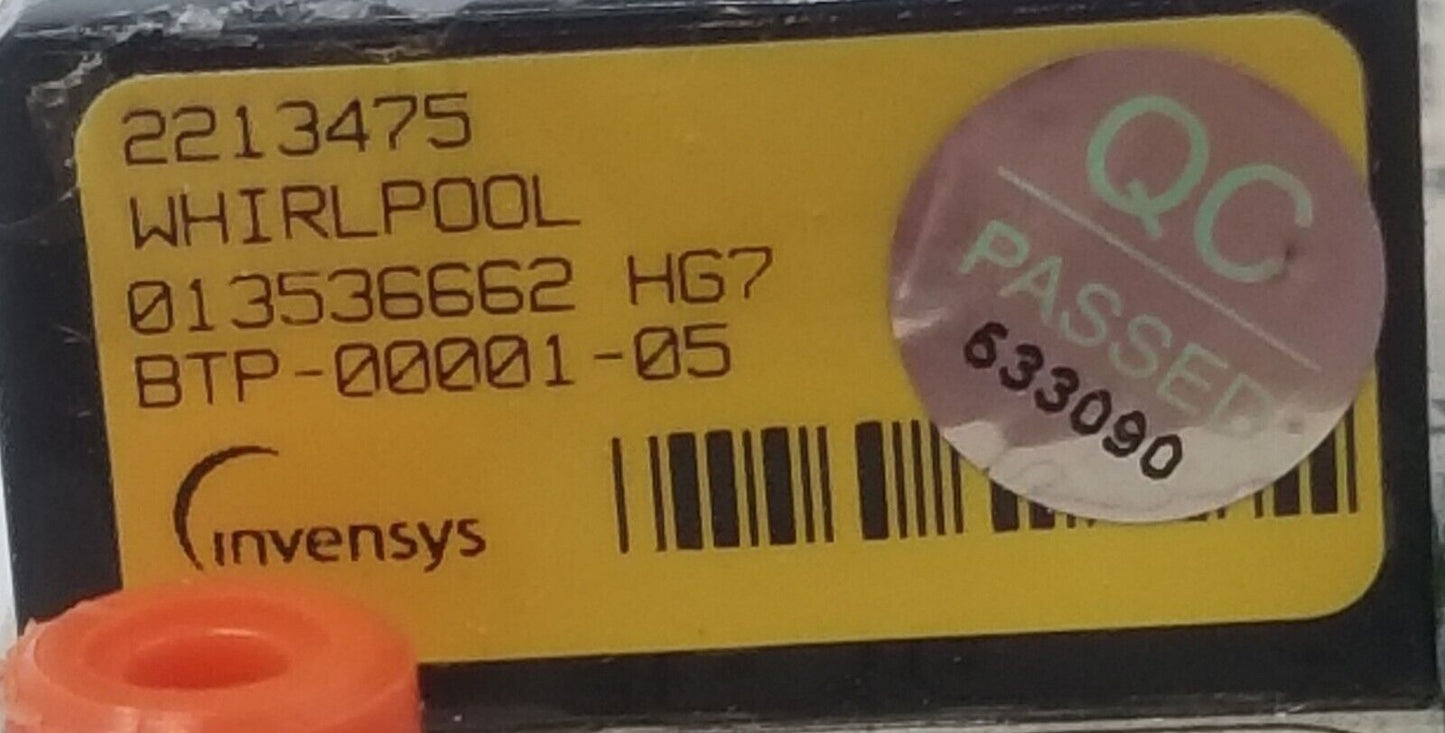 2213475
WHIRLPOOL
013536662 HG7
BTP-00001-05
invensys
QC
PASSED
633090